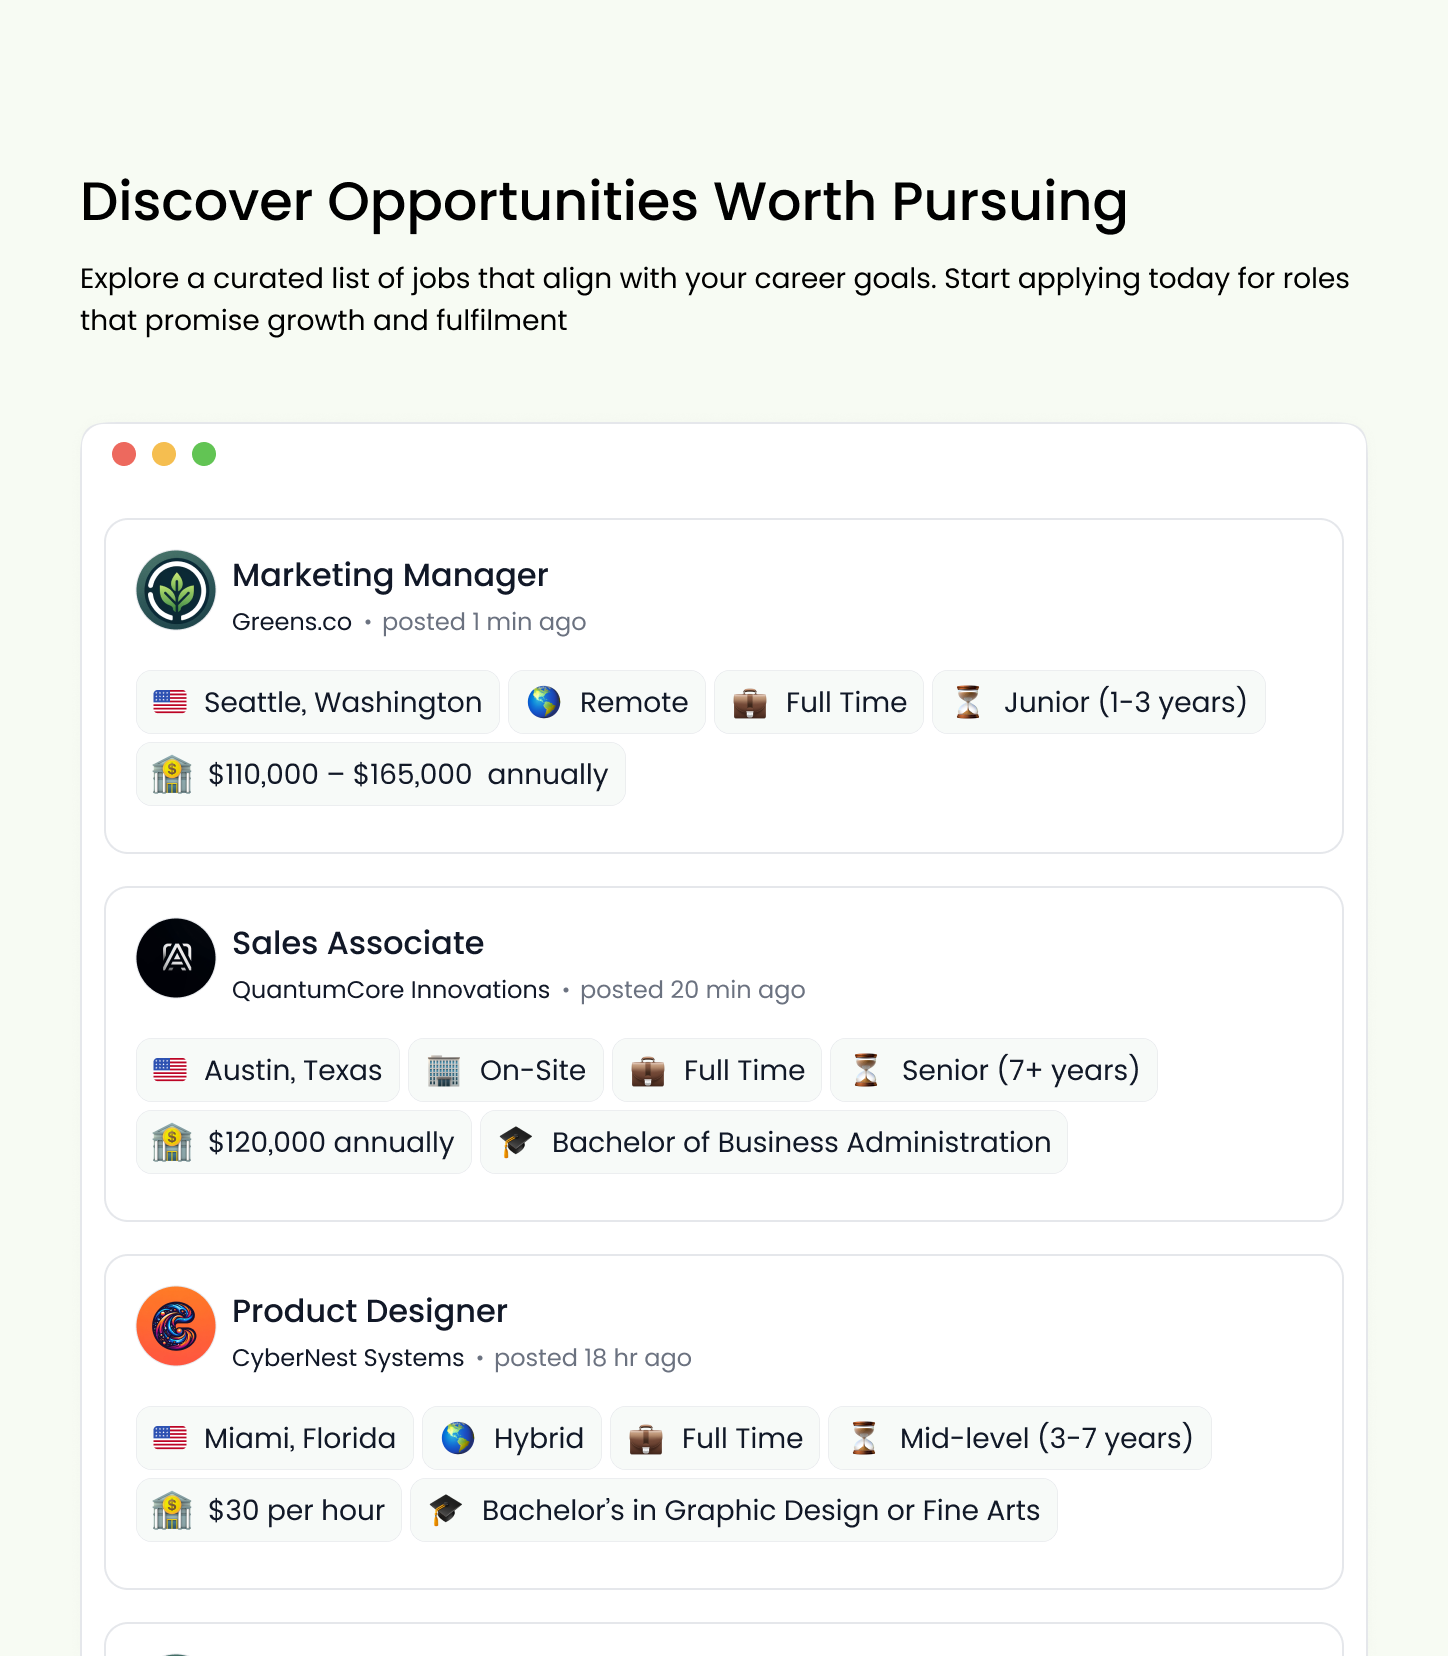 Discover Opportunities Worth Pursuing
Explore a curated list of jobs that align with your career goals. Start applying today for roles
that promise growth and fulfilment
Marketing Manager
Greens.co • posted 1 min ago
Seattle, Washington Remote Full Time Junior (1-3 years)
$110,000 – $165,000 annually
Sales Associate
QuantumCore Innovations • posted 20 min ago
Austin, Texas On-Site Full Time Senior (7+ years)
$120,000 annually Bachelor of Business Administration
Product Designer
CyberNest Systems • posted 18 hr ago
Miami, Florida Hybrid Full Time Mid-level (3-7 years)
$30 per hour Bachelor’s in Graphic Design or Fine Arts